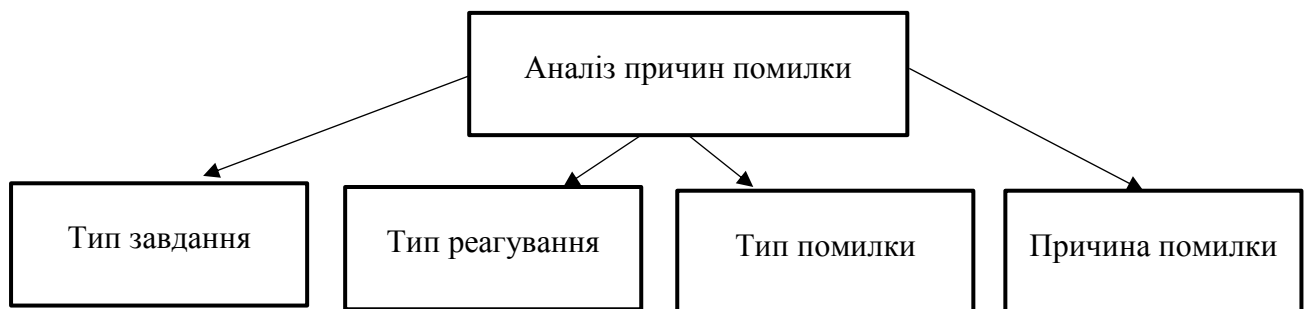 Аналіз причин помилки
Тип завдання
Тип реагування
Тип помилки
Причина помилки